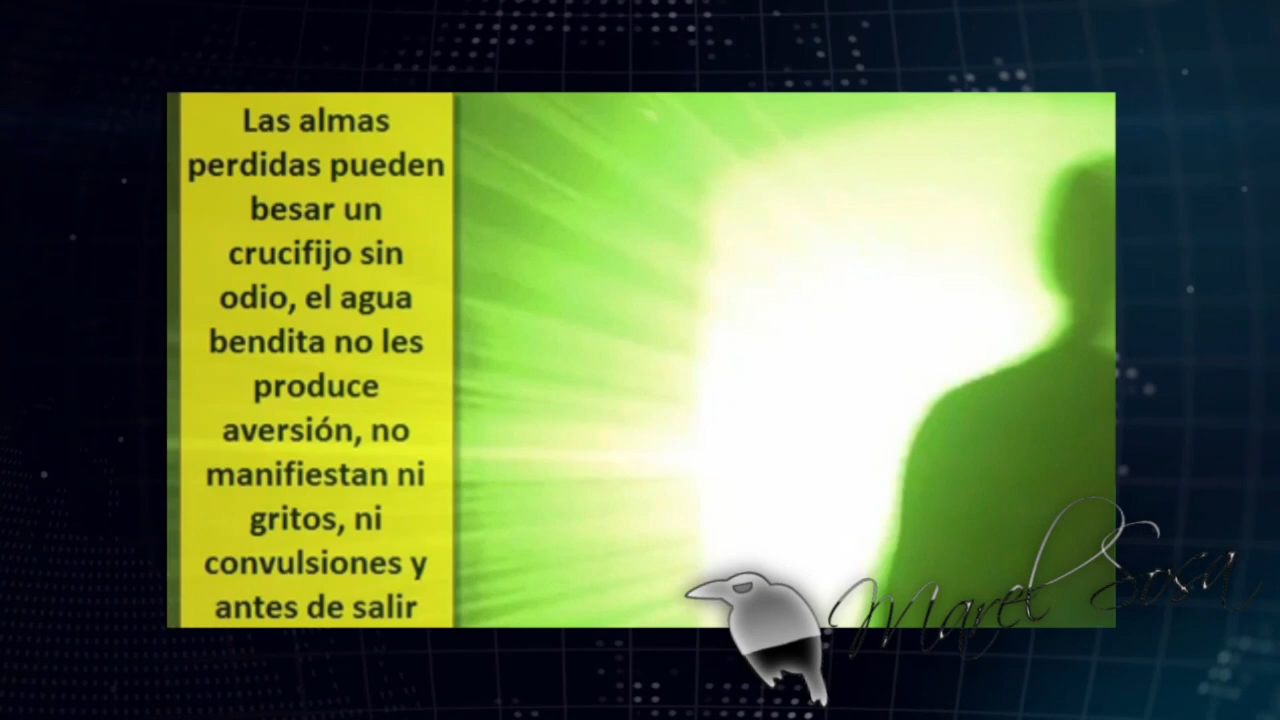 Las almas
perdidas pueden
besar un
crucifijo sin
odio, el agua
bendita no les
produce
aversión, no
manifiestan ni
gritos, ni
convulsiones y
antes de salir
Marel Sosa